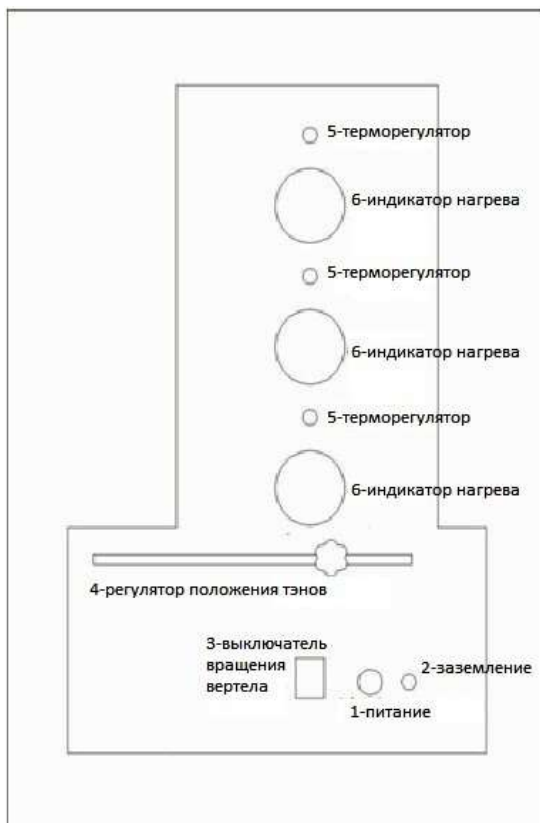 5-терморегулятор
6-индикатор нагрева
5-терморегулятор
6-индикатор нагрева
5-терморегулятор
6-индикатор нагрева
4-регулятор положения тэнов
3-выключатель
вращения
вертела
2-заземление
1-питание